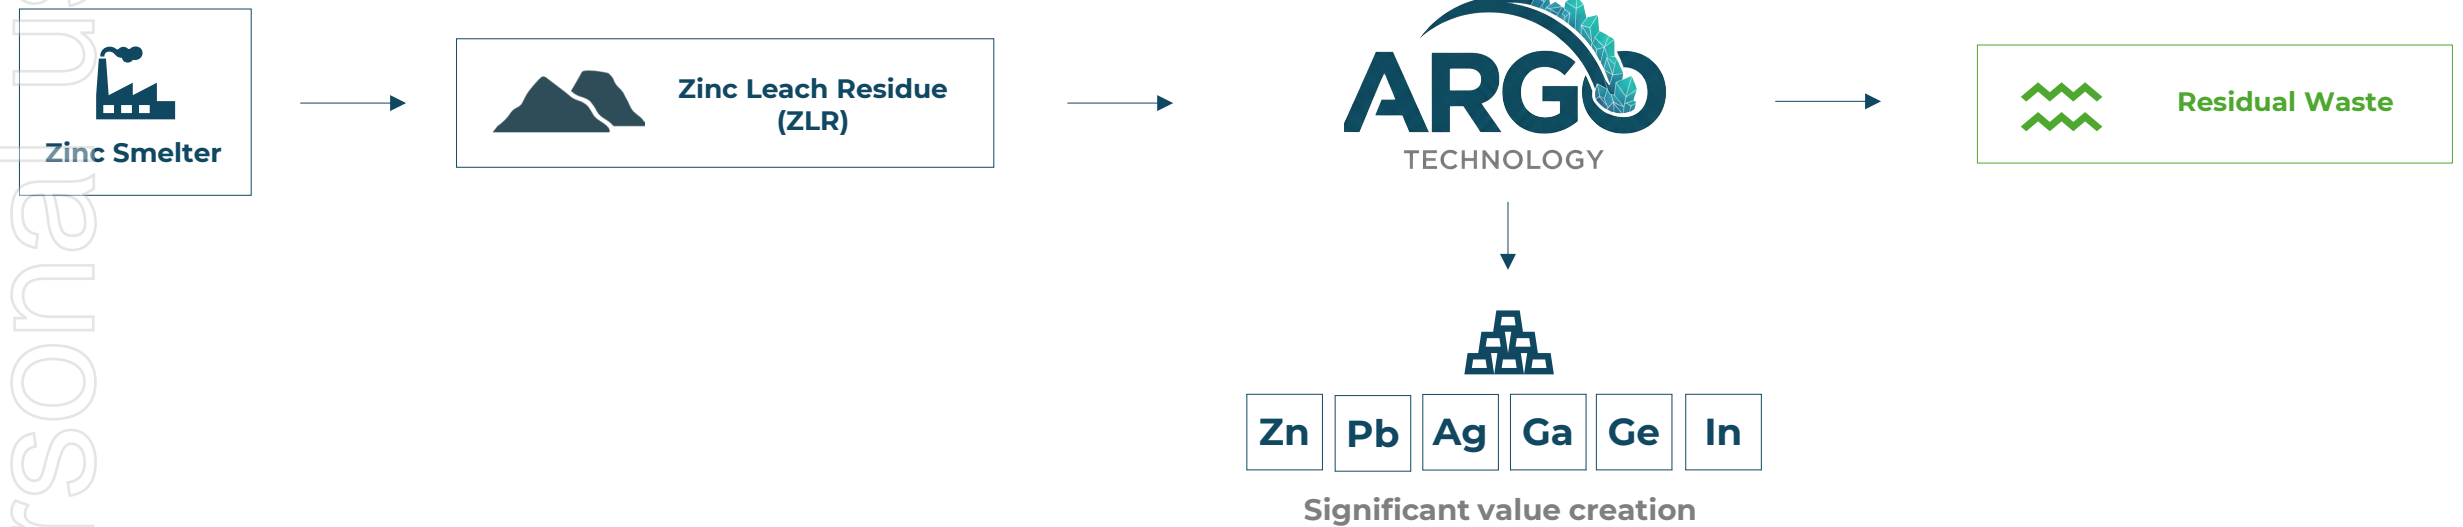 Zinc Smelter
Zinc Leach Residue
(ZLR)
ARGO
TECHNOLOGY
Residual Waste
Zn Pb Ag Ga Ge In
Significant value creation